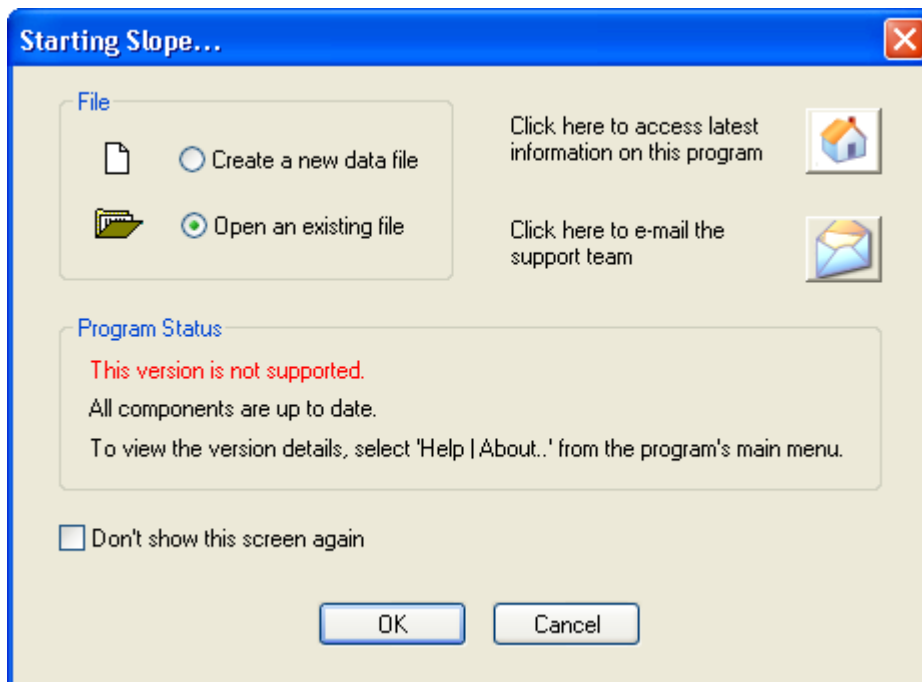 Starting Slope...
File
Create a new data file
Open an existing file
Click here to access latest
information on this program
Click here to e-mail the
support team
Program Status
This version is not supported.
All components are up to date.
To view the version details, select 'Help | About..' from the program's main menu.
Don't show this screen again
OK
Cancel